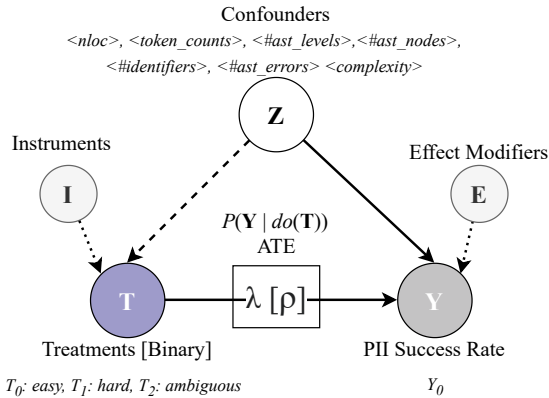 Confounders
<nloc>, <token_counts>, <#ast_levels>,<#ast_nodes>,
<#identifiers>, <#ast_errors> <complexity>
Z
Instruments
Effect Modifiers
I
E
P(Y | do(T))
ATE
T
λ [ρ]
Y
Treatments [Binary]
PII Success Rate
T0: easy, T1: hard, T2: ambiguous
Y0